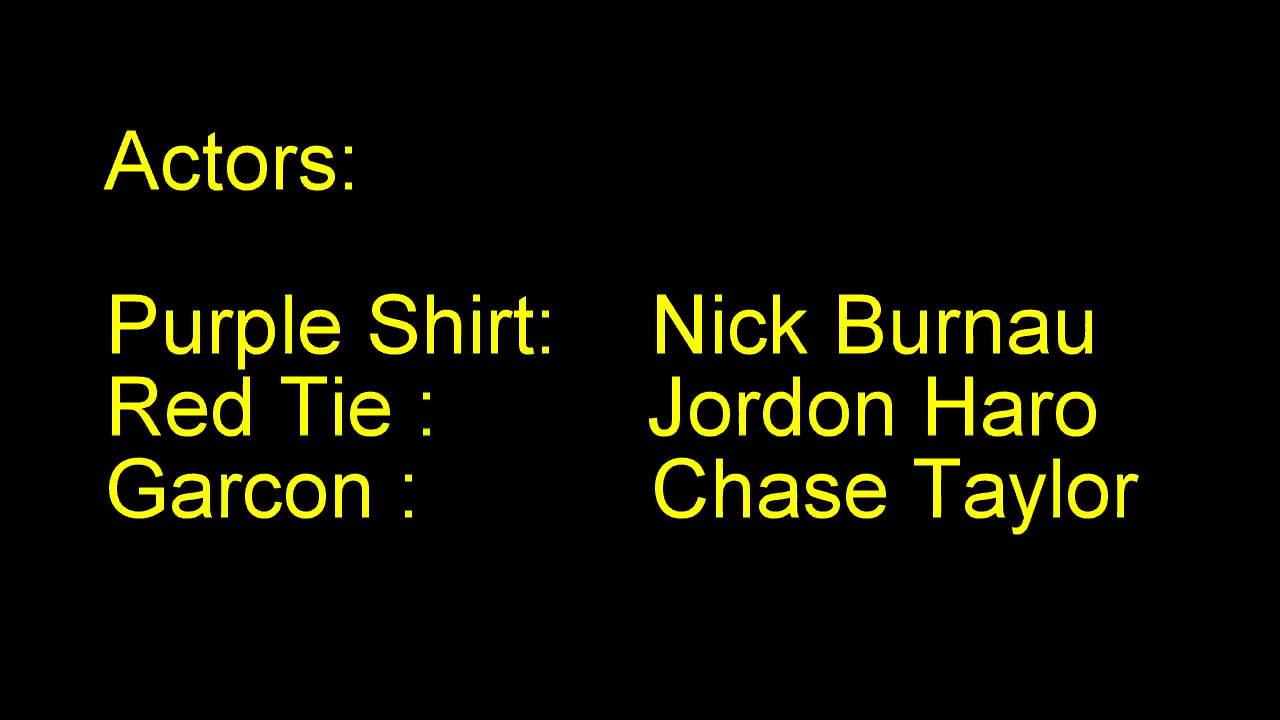 Actors:
Purple Shirt: Nick Burnau
Red Tie : Jordon Haro
Garcon : Chase Taylor